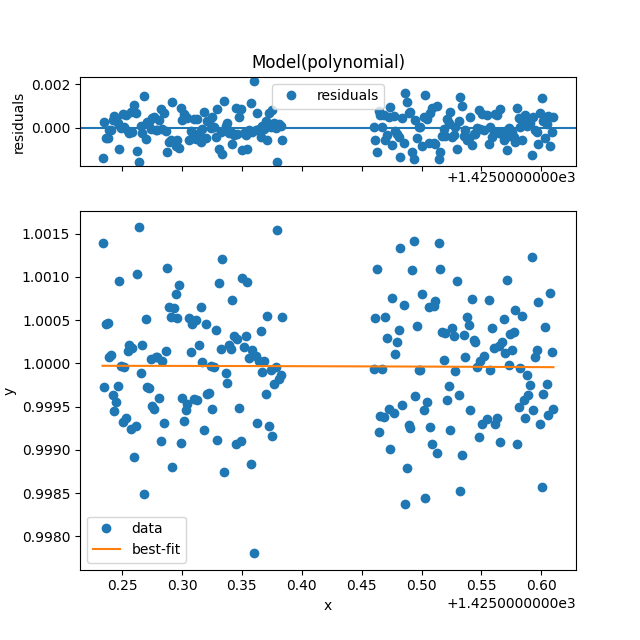 Model(polynomial)
0.002
0.000
residuals
residuals
+1.4250000000e3
1.0015
1.0010
1.0005
1.0000
0.9995
0.9990
0.9985
0.9980
y
data
best-fit
0.25 0.30 0.35 0.40 0.45 0.50 0.55 0.60
x
+1.4250000000e3